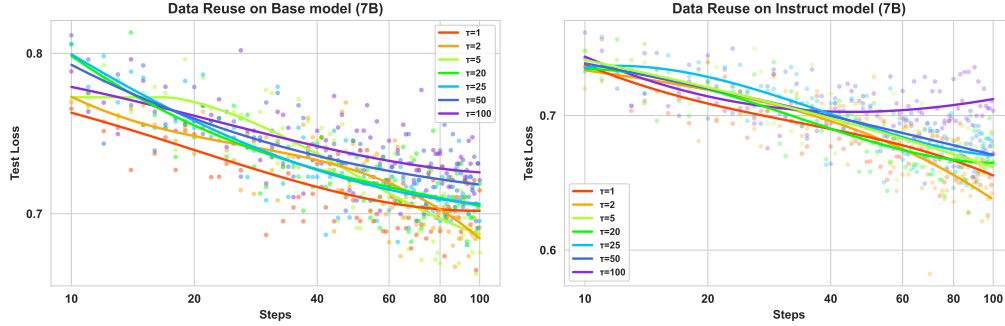 Data Reuse on Base model (7B)
0.8
0.7
Test Loss
τ=1
τ=2
τ=5
τ=20
τ=25
τ=50
τ=100
10
20
40
60
80
100
Steps
Data Reuse on Instruct model (7B)
0.7
0.6
Test Loss
τ=1
τ=2
τ=5
τ=20
τ=25
τ=50
τ=100
10
20
40
60
80
100
Steps